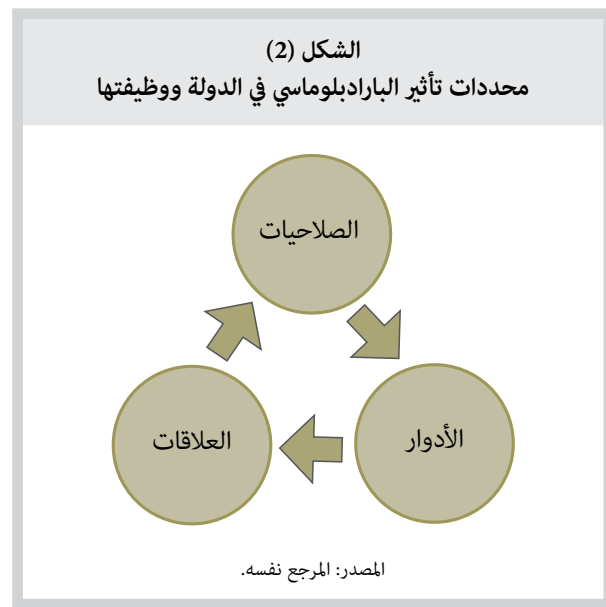 الشكل (2)
محددات تأثير البارادبلوماسي في الدولة ووظيفتها
الصلاحيات
الأدوار
العلاقات
المصدر: المرجع نفسه.